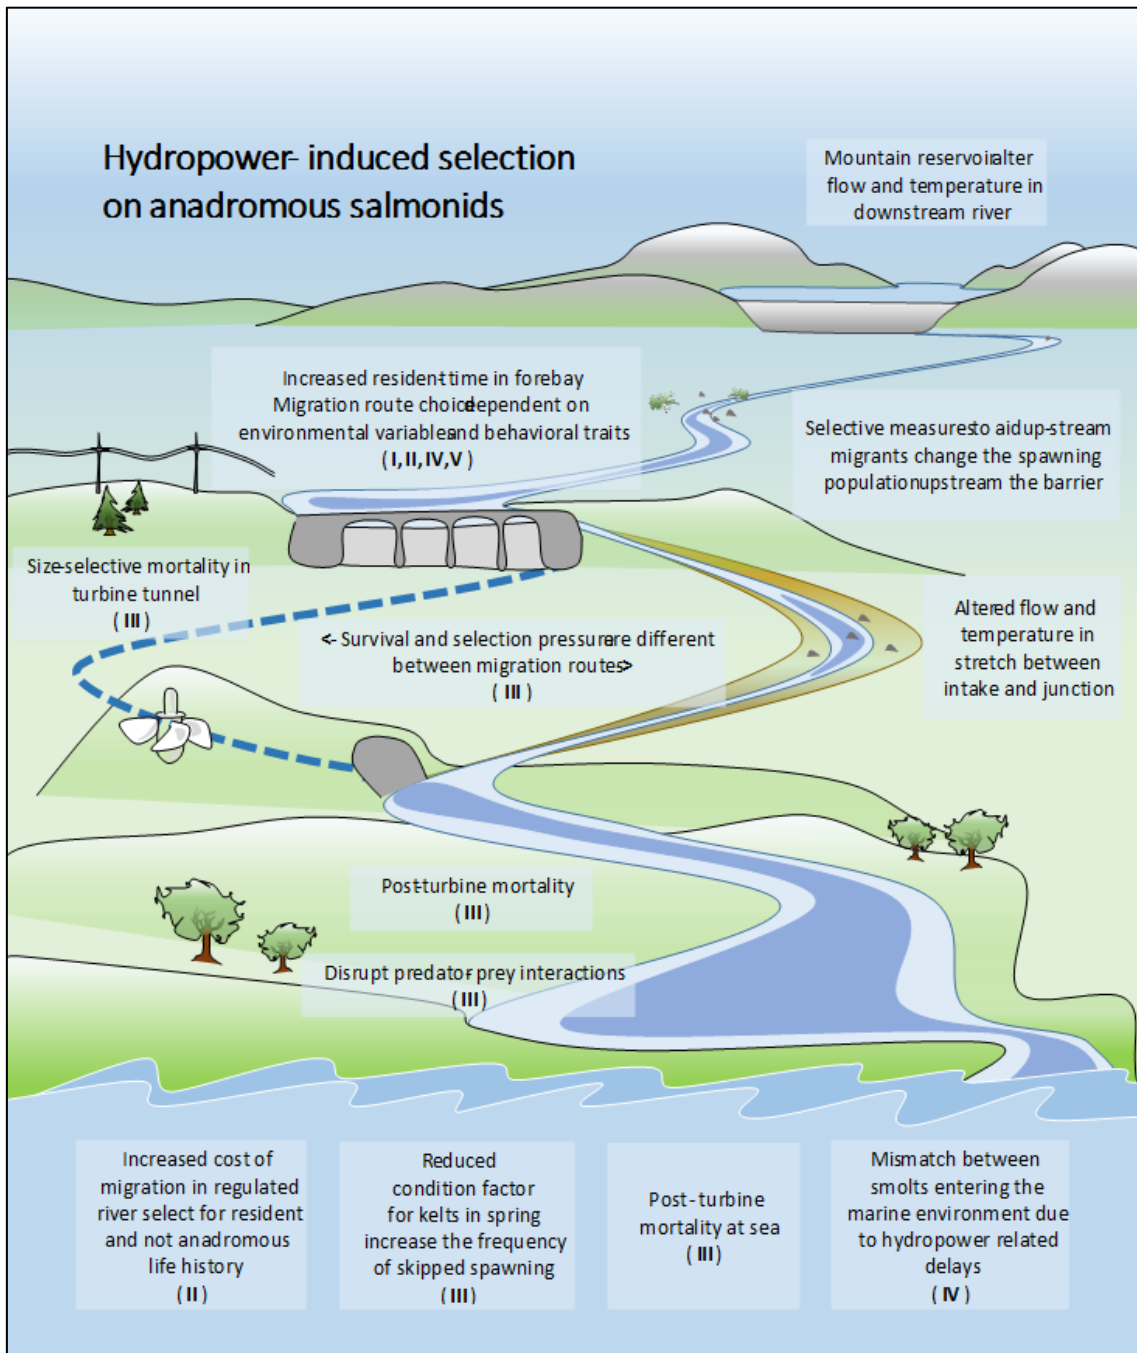 Hydropower- induced selection
on anadromous salmonids
Mountain reservoiralter
flow and temperature in
downstream river
Increased resident-time in forebay
Migration route choicedependent on
environmental variablesand behavioral traits
( I, II, IV,V )
Selective measuresto aidup-stream
migrants change the spawning
populationupstream the barrier
Size-selective mortality in
turbine tunnel
( III )
<- Survival and selection pressureare different
between migration routes>
( III )
Altered flow and
temperature in
stretch between
intake and junction
Post-turbine mortality
( III )
Disrupt predator-prey interactions
( III )
Increased cost of
migration in regulated
river select for resident
and not anadromous
life history
( II )
Reduced
condition factor
for kelts in spring
increase the frequency
of skipped spawning
( III )
Post- turbine
mortality at sea
( III )
Mismatch between
smolts entering the
marine environment due
to hydropower related
delays
( IV )